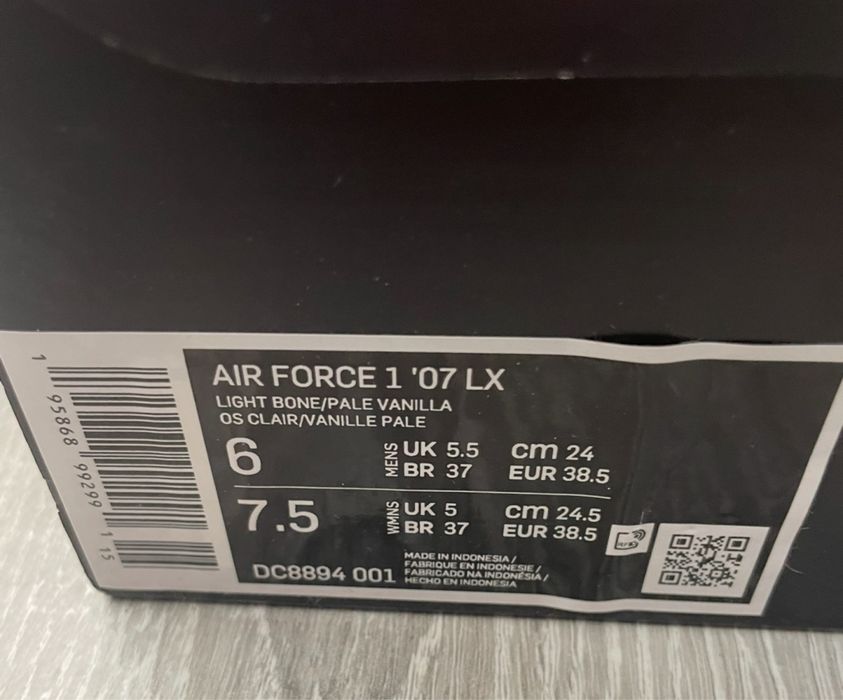 AIR FORCE 1 '07 LX
LIGHT BONE/PALE VANILLA
OS CLAIR/VANILLE PALE
6 MENS UK 5.5 cm 24
BR 37 EUR 38.5
7.5 WMNS UK 5 cm 24.5
BR 37 EUR 38.5
DC8894 001
MADE IN INDONESIA /
FABRIQUE EN INDONESIE /
FABRICADO NA INDONÉSIA /
HECHO EN INDONESIA
1 95868 99299 1 15